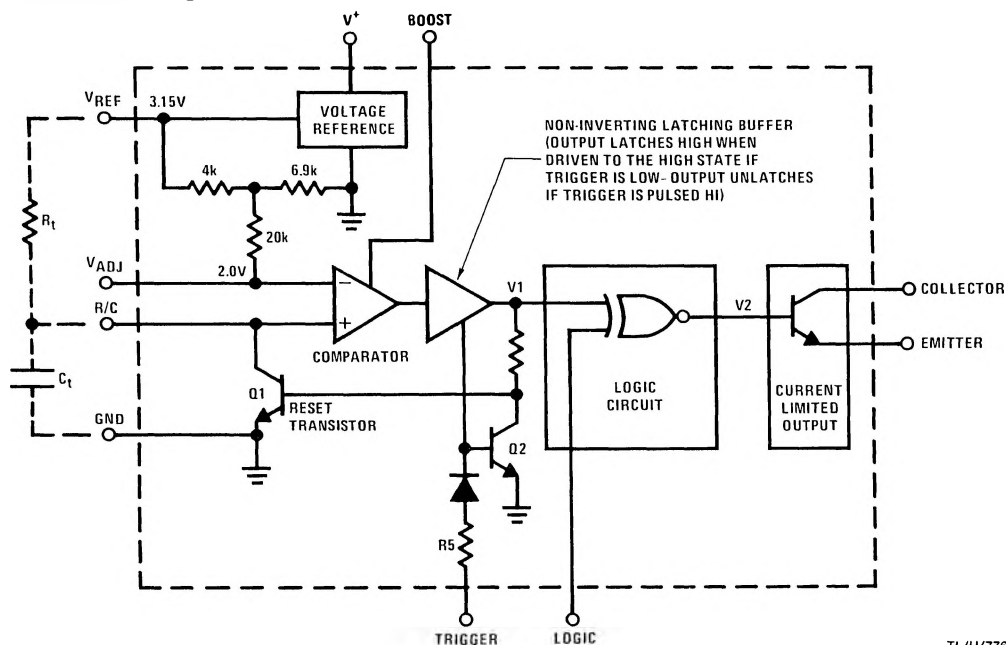 V+
BOOST
VREF
3.15V
VOLTAGE
REFERENCE
NON-INVERTING LATCHING BUFFER
(OUTPUT LATCHES HIGH WHEN
DRIVEN TO THE HIGH STATE IF
TRIGGER IS LOW- OUTPUT UNLATCHES
IF TRIGGER IS PULSED HI)
4k
6.9k
Rt
20k
VADJ
2.0V
R/C
−
+
COMPARATOR
V1
V2
COLLECTOR
EMITTER
LOGIC
CIRCUIT
CURRENT
LIMITED
OUTPUT
Ct
Q1
RESET
TRANSISTOR
GND
Q2
R5
TRIGGER
LOGIC